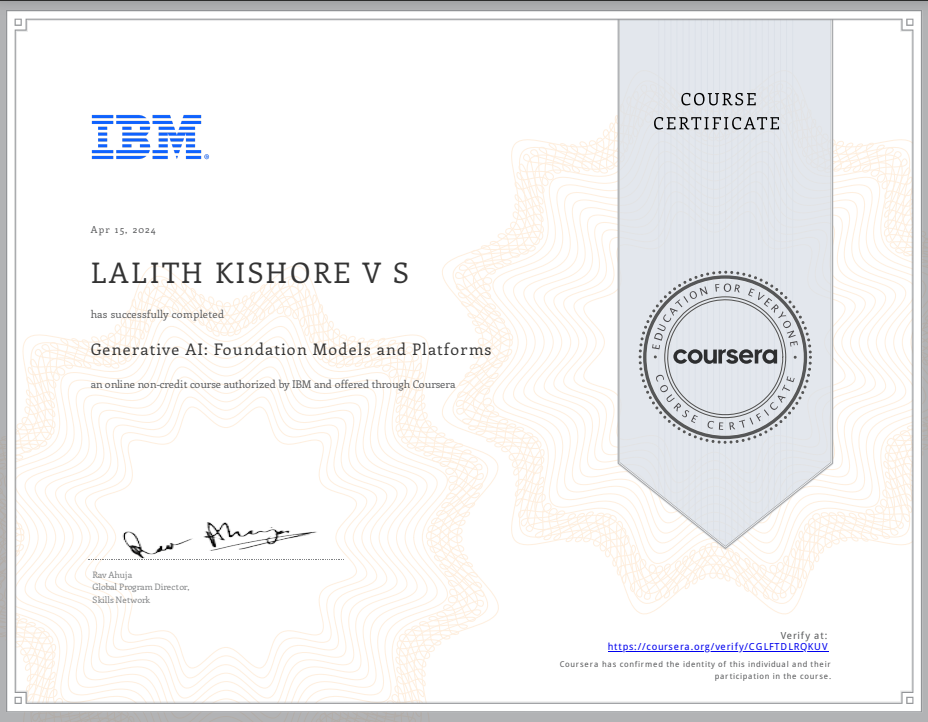 COURSE
CERTIFICATE
IBM®
Apr 15, 2024
LALITH KISHORE V S
has successfully completed
Generative AI: Foundation Models and Platforms
an online non-credit course authorized by IBM and offered through Coursera
EDUCATION FOR EVERYONE
coursera
COURSE CERTIFICATE
Rav Ahuja
Rav Ahuja
Global Program Director,
Skills Network
Verify at:
https://coursera.org/verify/CGLFTDLRQKUV
Coursera has confirmed the identity of this individual and their
participation in the course.